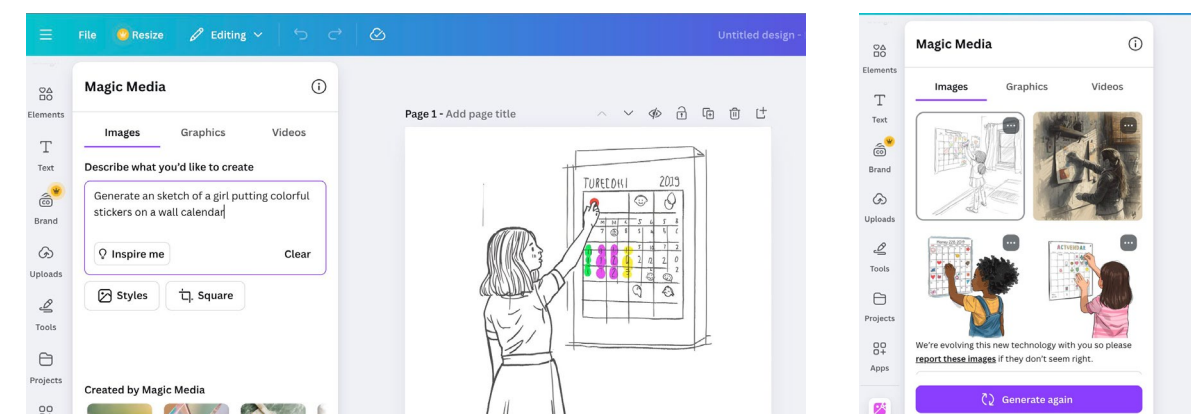 File
Resize
Editing
Untitled design -
Elements
Text
Brand
Uploads
Tools
Projects
Magic Media
Images Graphics Videos
Describe what you'd like to create
Generate an sketch of a girl putting colorful
stickers on a wall calendar
Inspire me
Clear
Styles
Square
Created by Magic Media
Page 1 - Add page title
TURECOHI 2019
Elements
Text
Brand
Uploads
Tools
Projects
Apps
Magic Media
Images Graphics Videos
We're evolving this new technology with you so please
report these images if they don't seem right.
Generate again